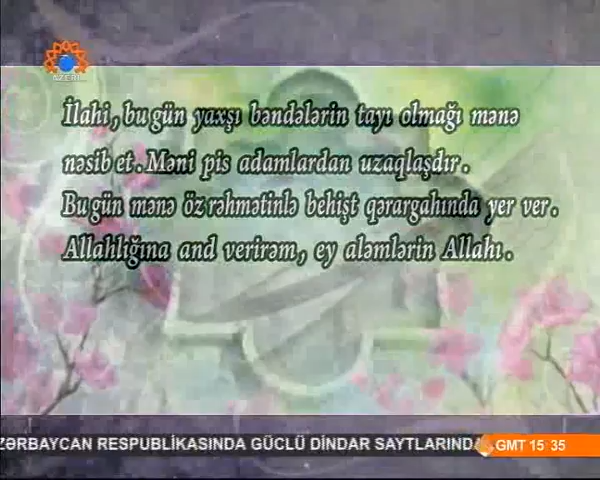 AZERI
İlahi, bu gün yaxşı bəndələrin tayı olmağı mənə
nəsib et. Məni pis adamlardan uzaqlaşdır.
Bu gün mənə öz rəhmətinlə behişt qərargahında yer ver.
Allahlığına and verirəm, ey aləmlərin Allahı.
ZƏRBAYCAN RESPUBLİKASINDA GÜCLÜ DİNDAR SAYTLARINDA
GMT 15:35